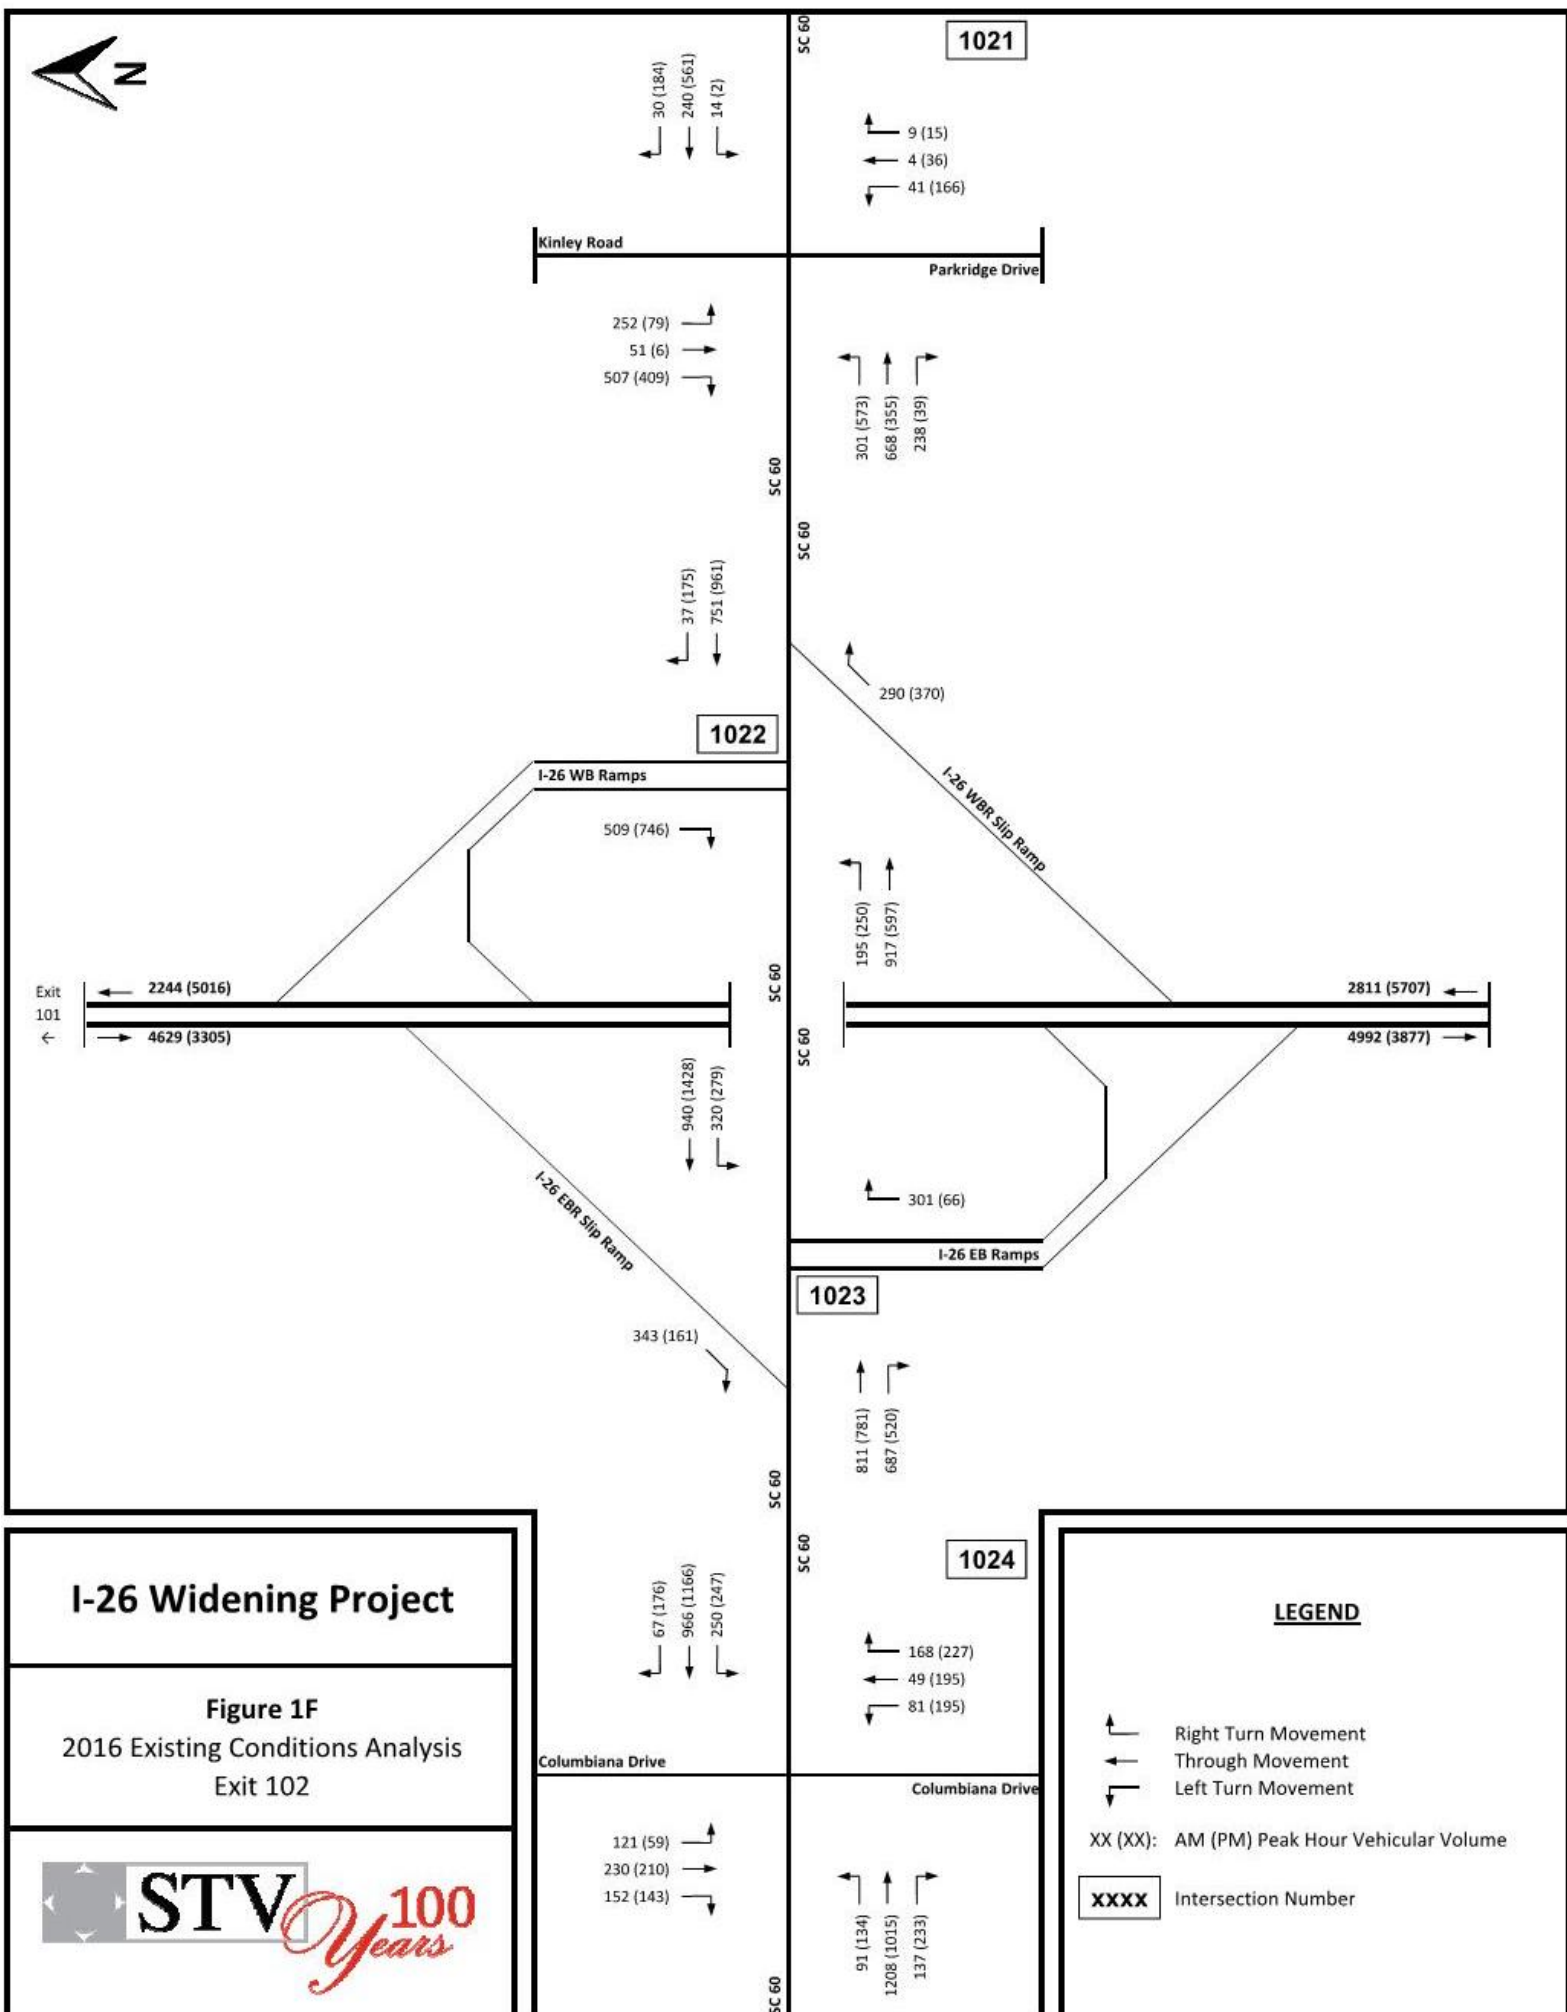 N
SC 60
1021
30 (184)
240 (561)
14 (2)
9 (15)
4 (36)
41 (166)
Kinley Road
Parkridge Drive
252 (79)
51 (6)
507 (409)
301 (573)
668 (355)
238 (39)
SC 60
SC 60
37 (175)
751 (961)
290 (370)
1022
I-26 WB Ramps
I-26 WBR Slip Ramp
509 (746)
195 (250)
917 (597)
Exit
101
2244 (5016)
4629 (3305)
SC 60
SC 60
2811 (5707)
4992 (3877)
940 (1428)
320 (279)
I-26 EBR Slip Ramp
301 (66)
I-26 EB Ramps
1023
343 (161)
811 (781)
687 (520)
SC 60
SC 60
1024
67 (176)
966 (1166)
250 (247)
168 (227)
49 (195)
81 (195)
Columbiana Drive
Columbiana Drive
121 (59)
230 (210)
152 (143)
91 (134)
1208 (1015)
137 (233)
SC 60
I-26 Widening Project
Figure 1F
2016 Existing Conditions Analysis
Exit 102
STV 100
Years
LEGEND
Right Turn Movement
Through Movement
Left Turn Movement
XX (XX): AM (PM) Peak Hour Vehicular Volume
XXXX Intersection Number